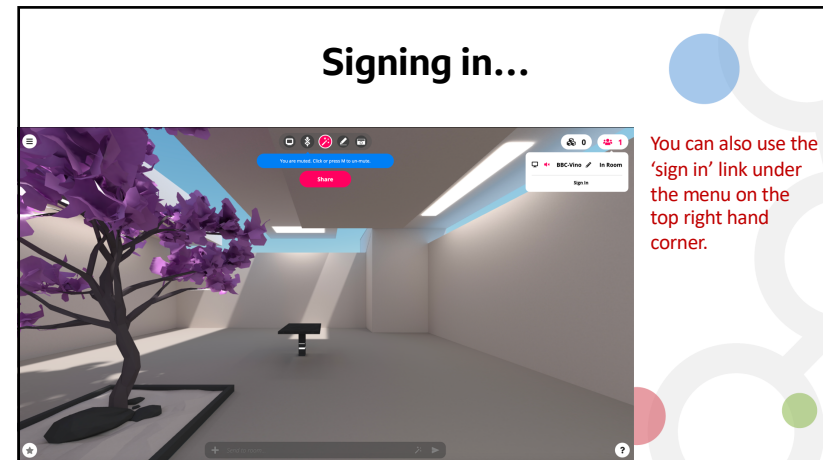 Signing in...
0
1
You are muted. Click or press M to un-mute.
Share
BBC-Vino
In Room
Sign in
You can also use the
‘sign in’ link under
the menu on the
top right hand
corner.
?